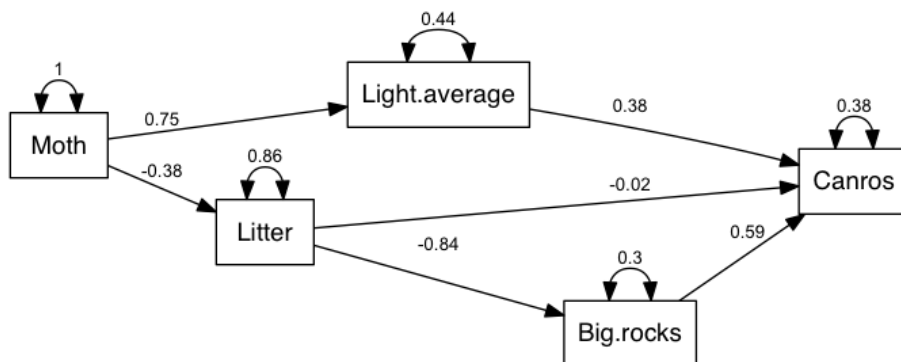 0.44
1
Light.average
0.38
0.75
0.38
Moth
Canros
-0.38
0.86
-0.02
Litter
-0.84
0.59
0.3
Big.rocks